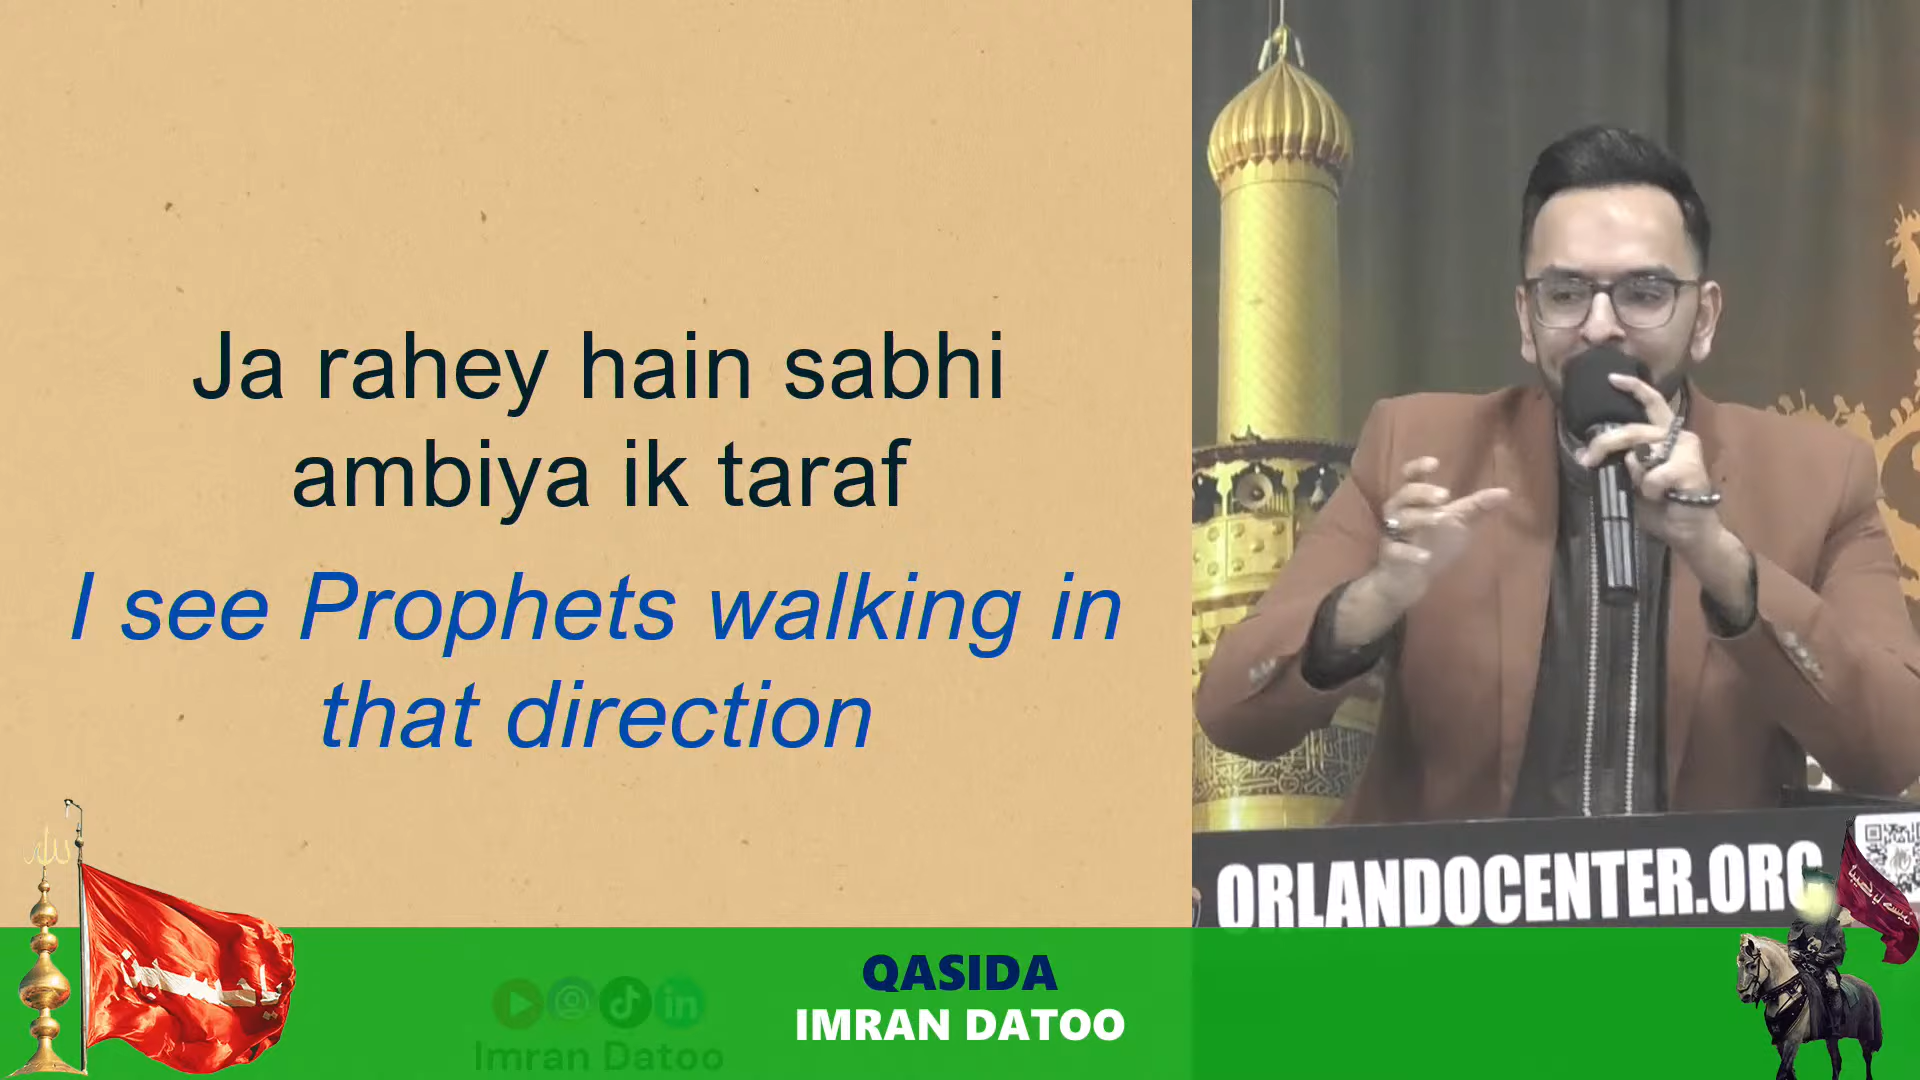 Ja rahey hain sabhi
ambiya ik taraf
I see Prophets walking in
that direction
ORLANDOCENTER.ORG
QASIDA
IMRAN DATOO
in
Imran Datoo